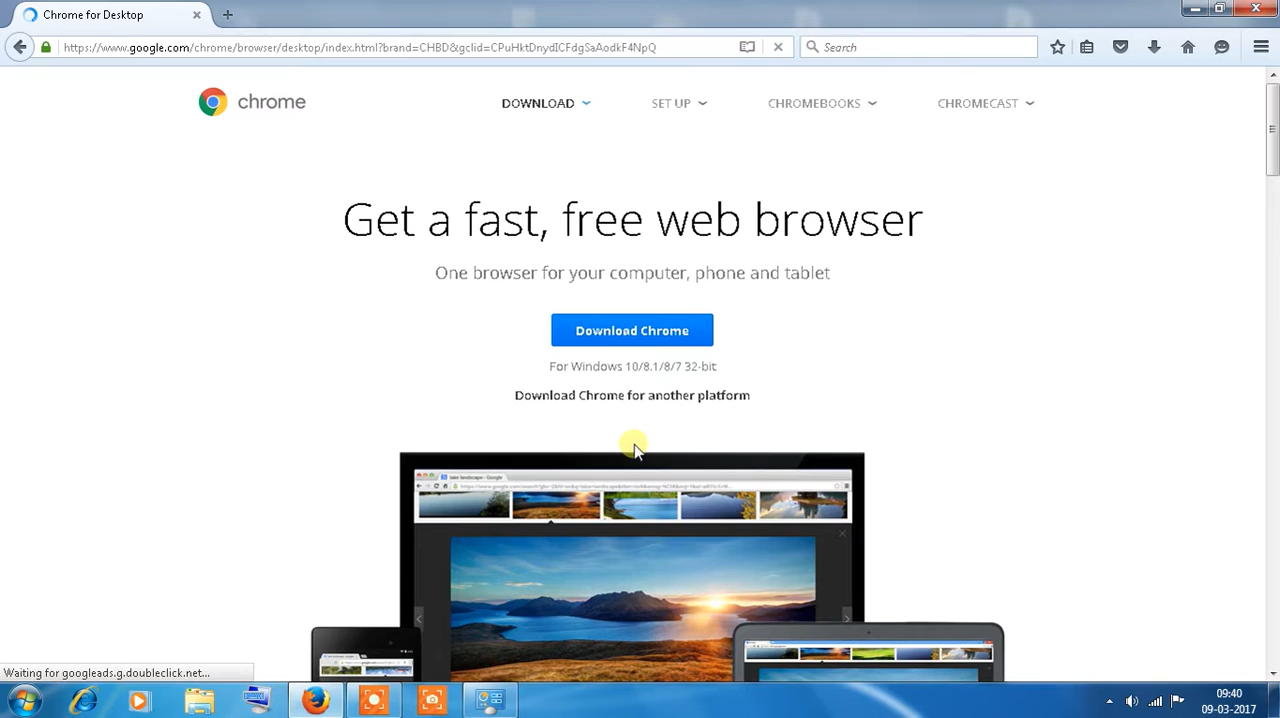 Chrome for Desktop
https://www.google.com/chrome/browser/desktop/index.html?brand=CHBD&gclid=CPuHktDnydICFdgSaAodkF4NpQ
Search
chrome
DOWNLOAD
SET UP
CHROMEBOOKS
CHROMECAST
Get a fast, free web browser
One browser for your computer, phone and tablet
Download Chrome
For Windows 10/8.1/8/7 32-bit
Download Chrome for another platform
lake landscape - Google
Waiting for googleads.g.doubleclick.net...
09:40
09-03-2017